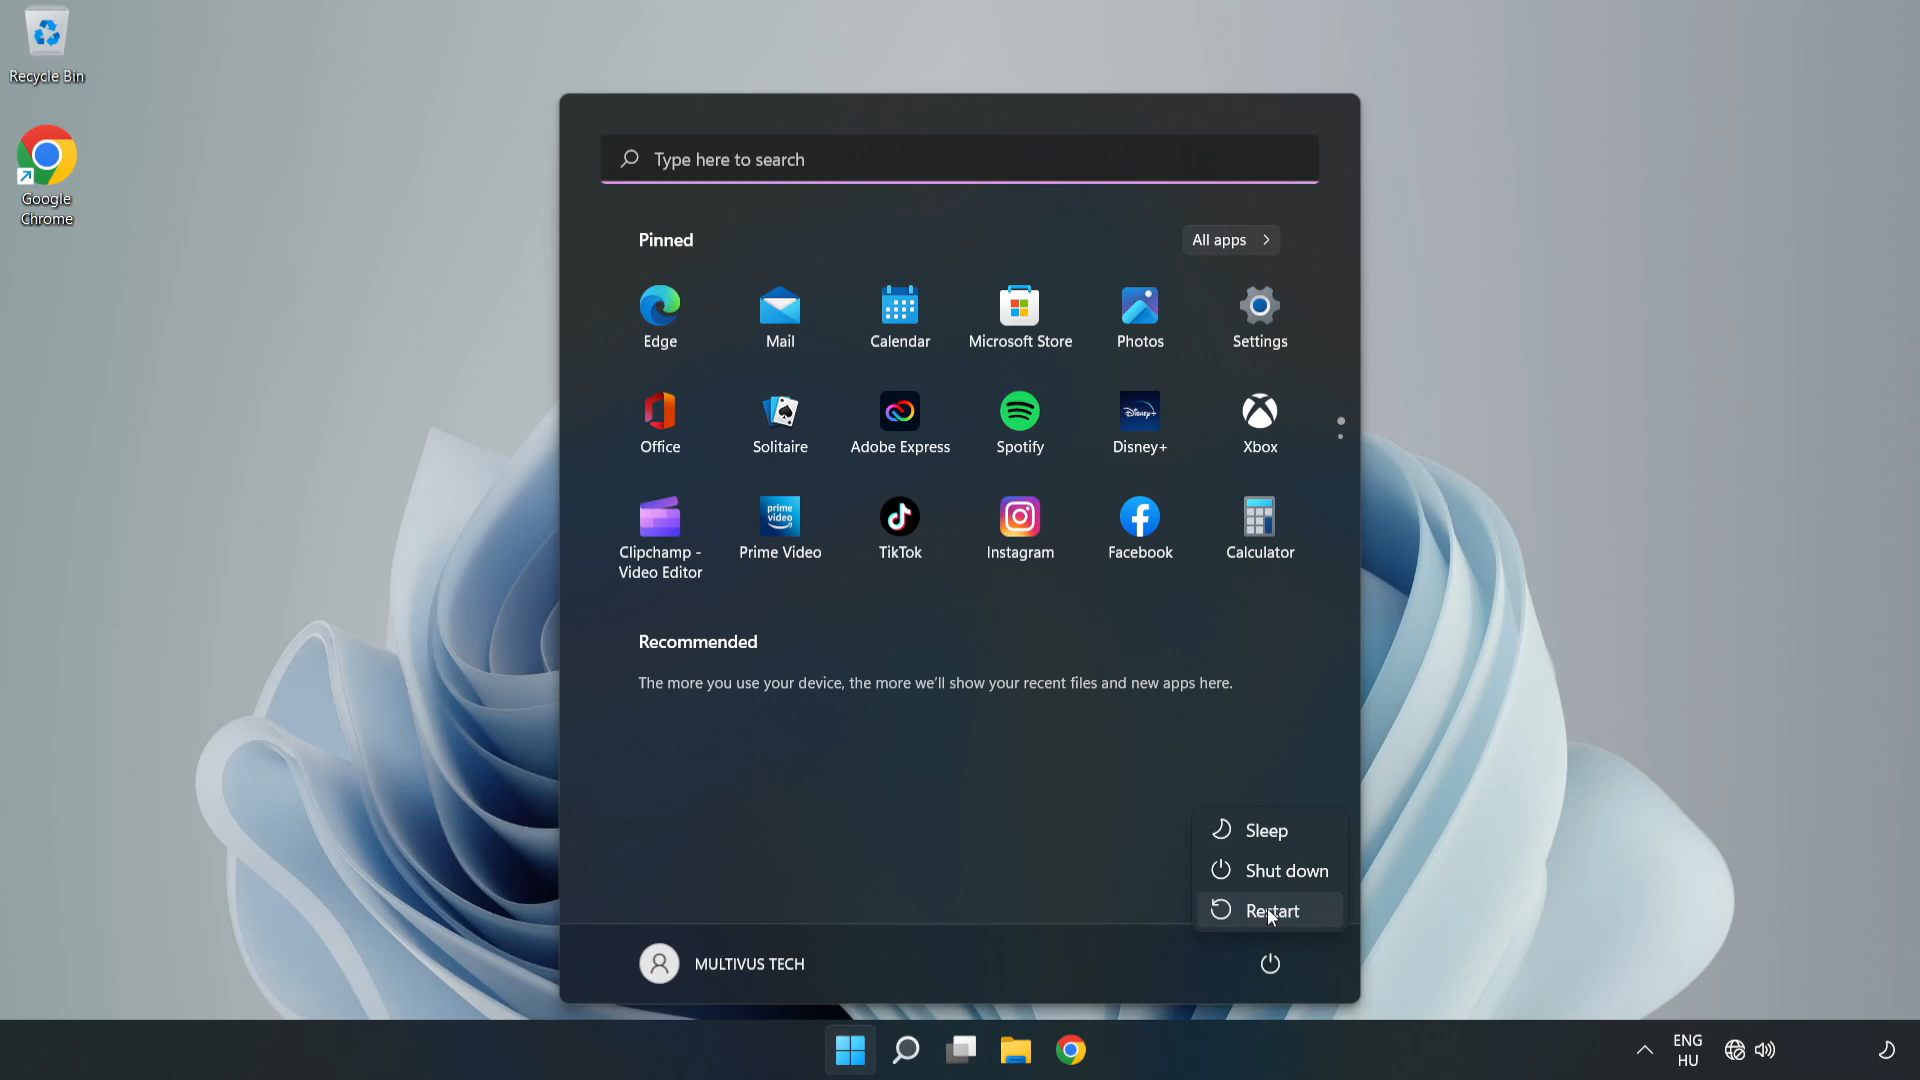 Recycle Bin
Google
Chrome
Type here to search
Pinned
All apps
Edge
Mail
Calendar
Microsoft Store
Photos
Settings
Office
Solitaire
Disney+
Adobe Express
Spotify
Disney+
Xbox
prime
video
Clipchamp -
Video Editor
Prime Video
TikTok
Instagram
Facebook
Calculator
Recommended
The more you use your device, the more we'll show your recent files and new apps here.
Sleep
Shut down
Restart
MULTIVUS TECH
ENG
HU